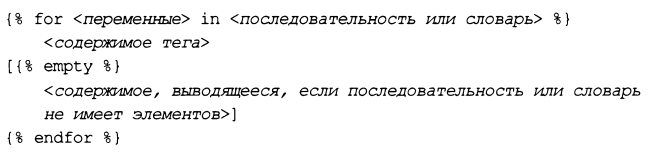 {% for <переменные> in <последовательность или словарь> %}
    <содержимое тега>
[{% empty %}
    <содержимое, выводящееся, если последовательность или словарь
    не имеет элементов>]
{% endfor %}